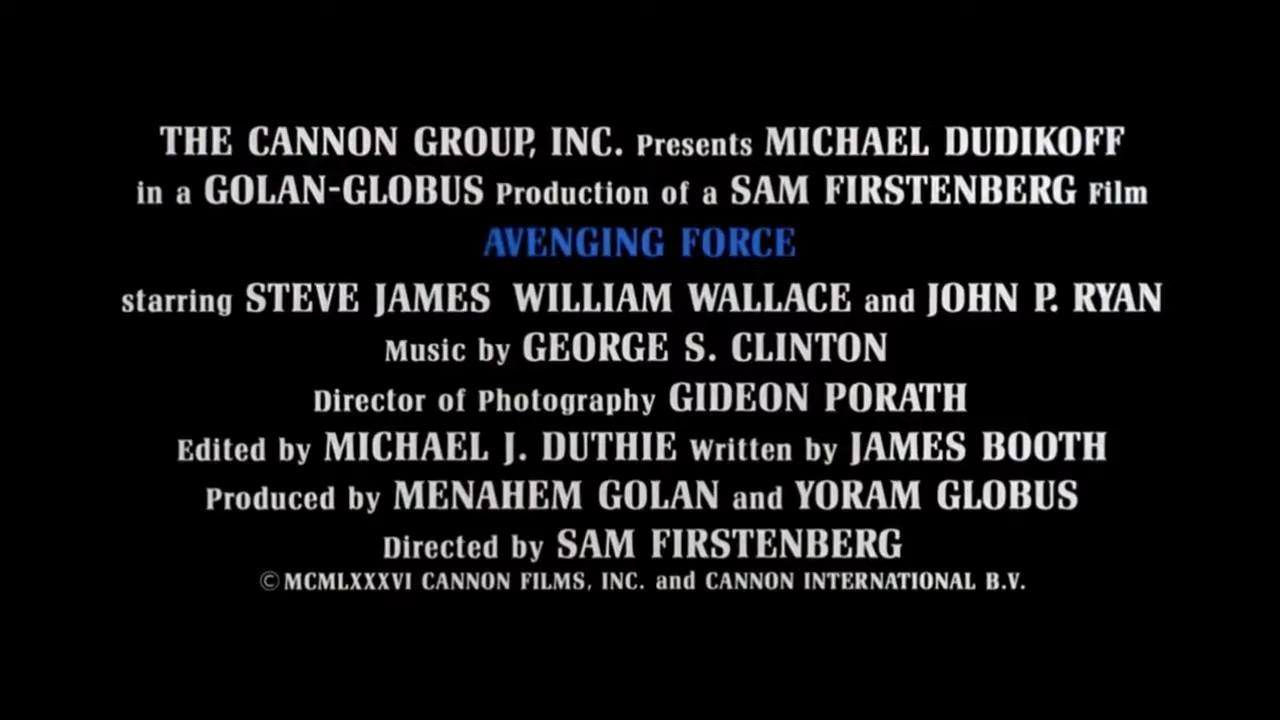 THE CANNON GROUP, INC. Presents MICHAEL DUDIKOFF
in a GOLAN-GLOBUS Production of a SAM FIRSTENBERG Film
AVENGING FORCE
starring STEVE JAMES WILLIAM WALLACE and JOHN P. RYAN
Music by GEORGE S. CLINTON
Director of Photography GIDEON PORATH
Edited by MICHAEL J. DUTHIE Written by JAMES BOOTH
Produced by MENAHEM GOLAN and YORAM GLOBUS
Directed by SAM FIRSTENBERG
©MCMLXXXVI CANNON FILMS, INC. and CANNON INTERNATIONAL B.V.